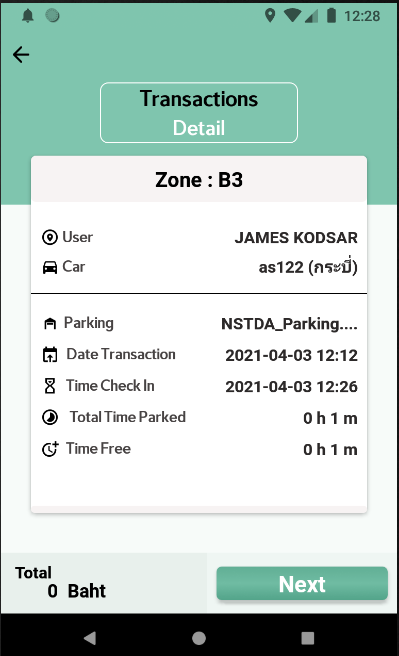 12:28
Transactions
Detail
Zone : B3
User JAMES KODSAR
Car as122 (กระบี่)
Parking NSTDA_Parking....
Date Transaction 2021-04-03 12:12
Time Check In 2021-04-03 12:26
Total Time Parked 0 h 1 m
Time Free 0 h 1 m
Total
0 Baht
Next